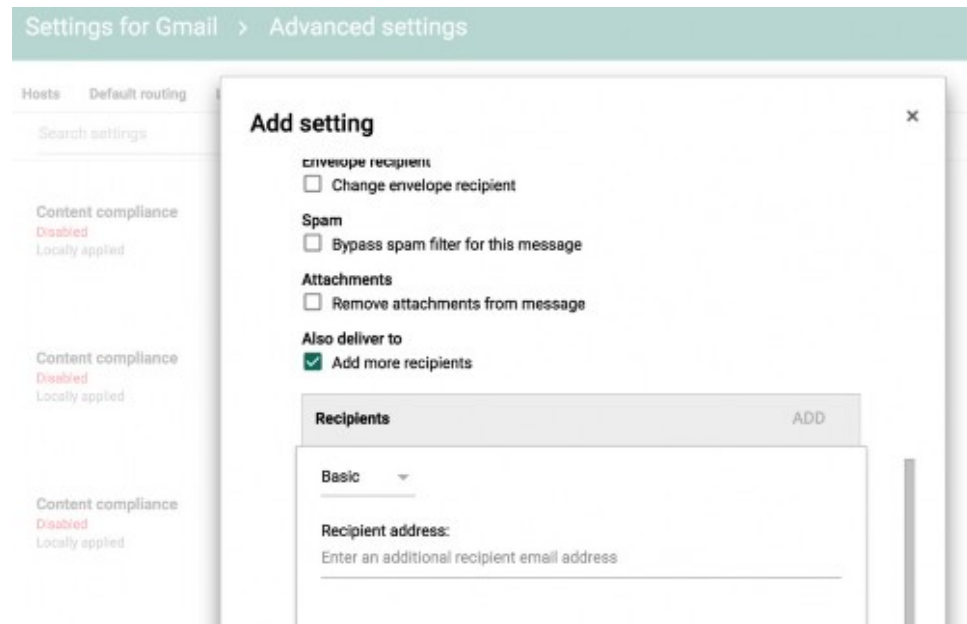 Settings for Gmail > Advanced settings
Hosts Default routing
Search settings
Add setting ×
Envelope recipient
Change envelope recipient
Spam
Bypass spam filter for this message
Attachments
Remove attachments from message
Also deliver to
Add more recipients
Recipients ADD
Basic
Recipient address:
Enter an additional recipient email address
Content compliance
Disabled
Locally applied
Content compliance
Disabled
Locally applied
Content compliance
Disabled
Locally applied